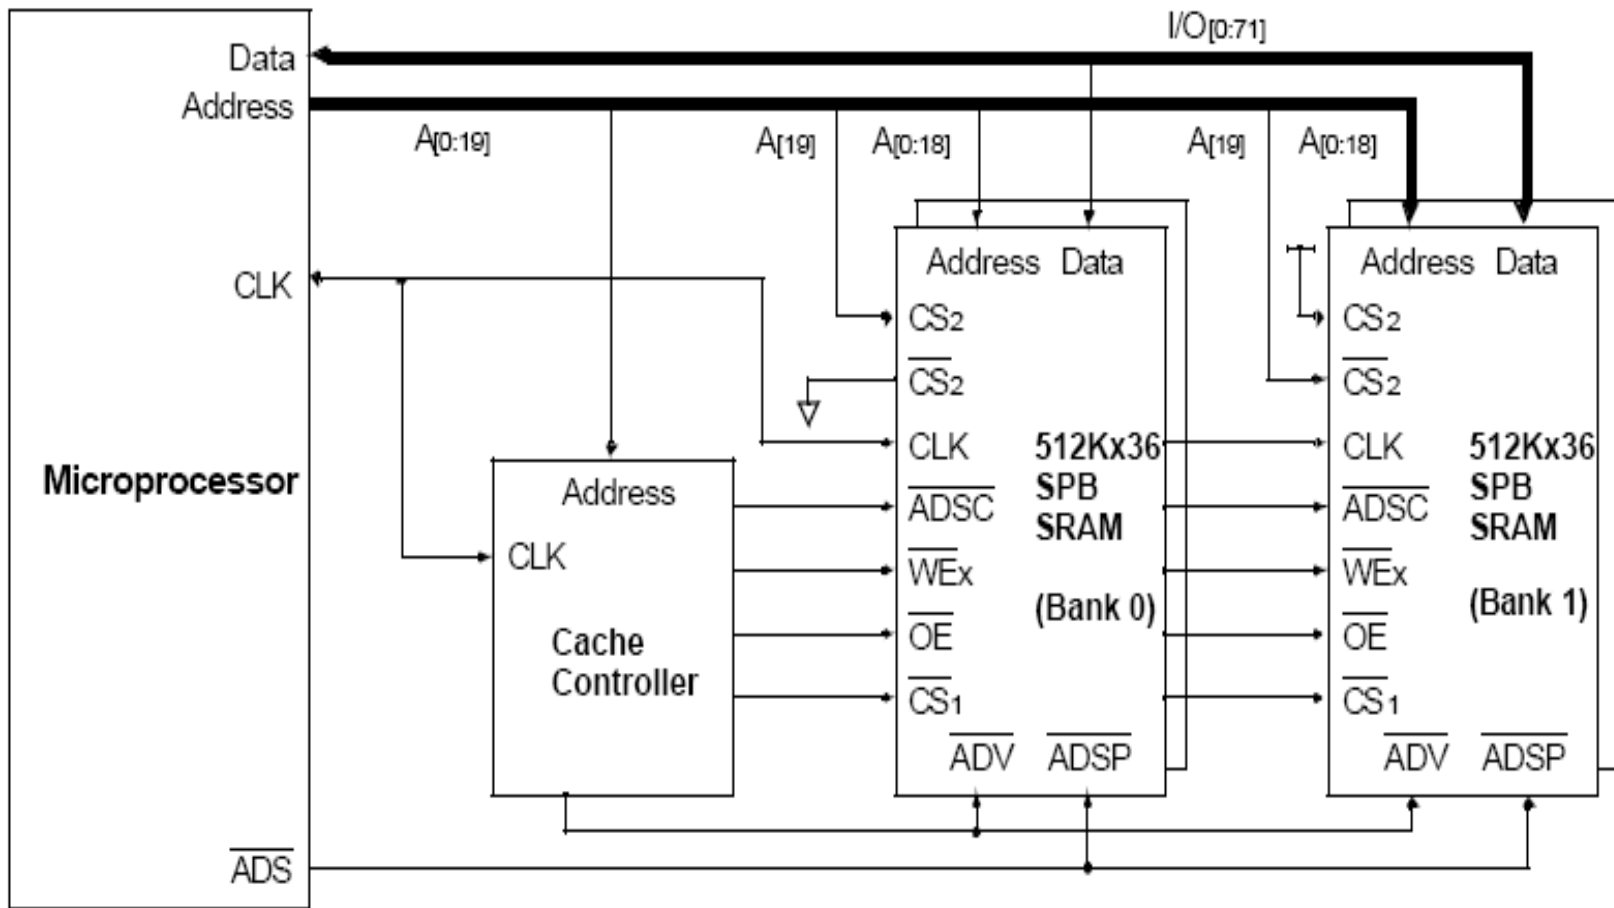 I/O[0:71]
Data
Address
A[0:19]
A[19]
A[0:18]
A[19]
A[0:18]
CLK
Microprocessor
ADS
Address
CLK
Cache
Controller
Address Data
CS2
CS2
CLK
ADSC
WEx
OE
CS1
ADV ADSP
512Kx36
SPB
SRAM
(Bank 0)
Address Data
CS2
CS2
CLK
ADSC
WEx
OE
CS1
ADV ADSP
512Kx36
SPB
SRAM
(Bank 1)